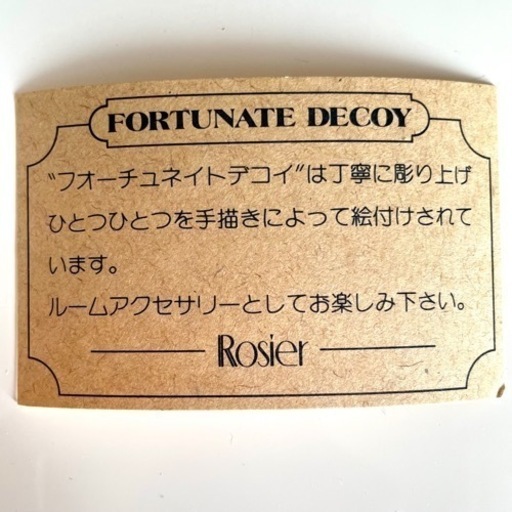 FORTUNATE DECOY
“フオーチュネイトデコイ”は丁寧に彫り上げ
ひとつひとつを手描きによって絵付けされて
います。
ルームアクセサリーとしてお楽しみ下さい。
Rosier